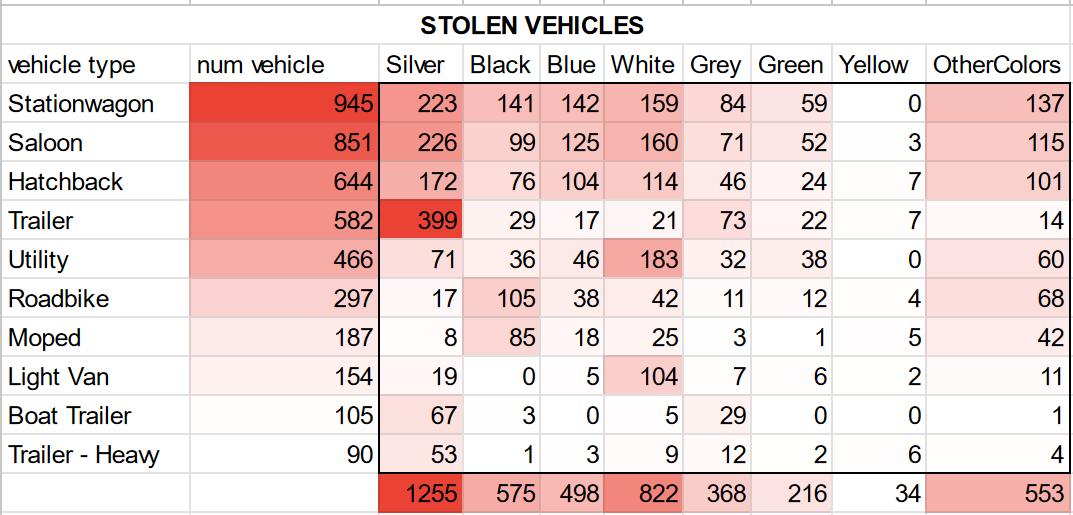 STOLEN VEHICLES
vehicle type num vehicle Silver Black Blue White Grey Green Yellow OtherColors
Stationwagon 945 223 141 142 159 84 59 0 137
Saloon 851 226 99 125 160 71 52 3 115
Hatchback 644 172 76 104 114 46 24 7 101
Trailer 582 399 29 17 21 73 22 7 14
Utility 466 71 36 46 183 32 38 0 60
Roadbike 297 17 105 38 42 11 12 4 68
Moped 187 8 85 18 25 3 1 5 42
Light Van 154 19 0 5 104 7 6 2 11
Boat Trailer 105 67 3 0 5 29 0 0 1
Trailer - Heavy 90 53 1 3 9 12 2 6 4
1255 575 498 822 368 216 34 553